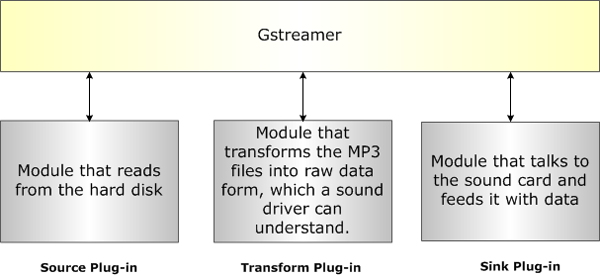 Gstreamer
Module that reads
from the hard disk
Module that
transforms the MP3
files into raw data
form, which a sound
driver can
understand.
Module that talks to
the sound card and
feeds it with data
Source Plug-in
Transform Plug-in
Sink Plug-in